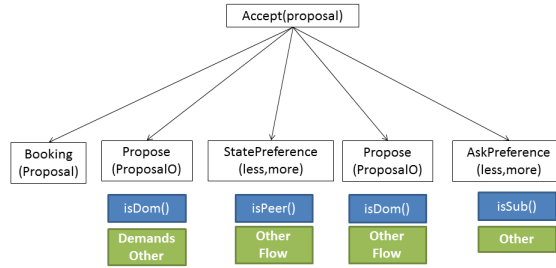 Accept(proposal)
Booking
(Proposal)
Propose
(ProposalO)
StatePreference
(less,more)
Propose
(ProposalO)
AskPreference
(less,more)
isDom()
isPeer()
isDom()
isSub()
Demands
Other
Other
Flow
Other
Flow
Other